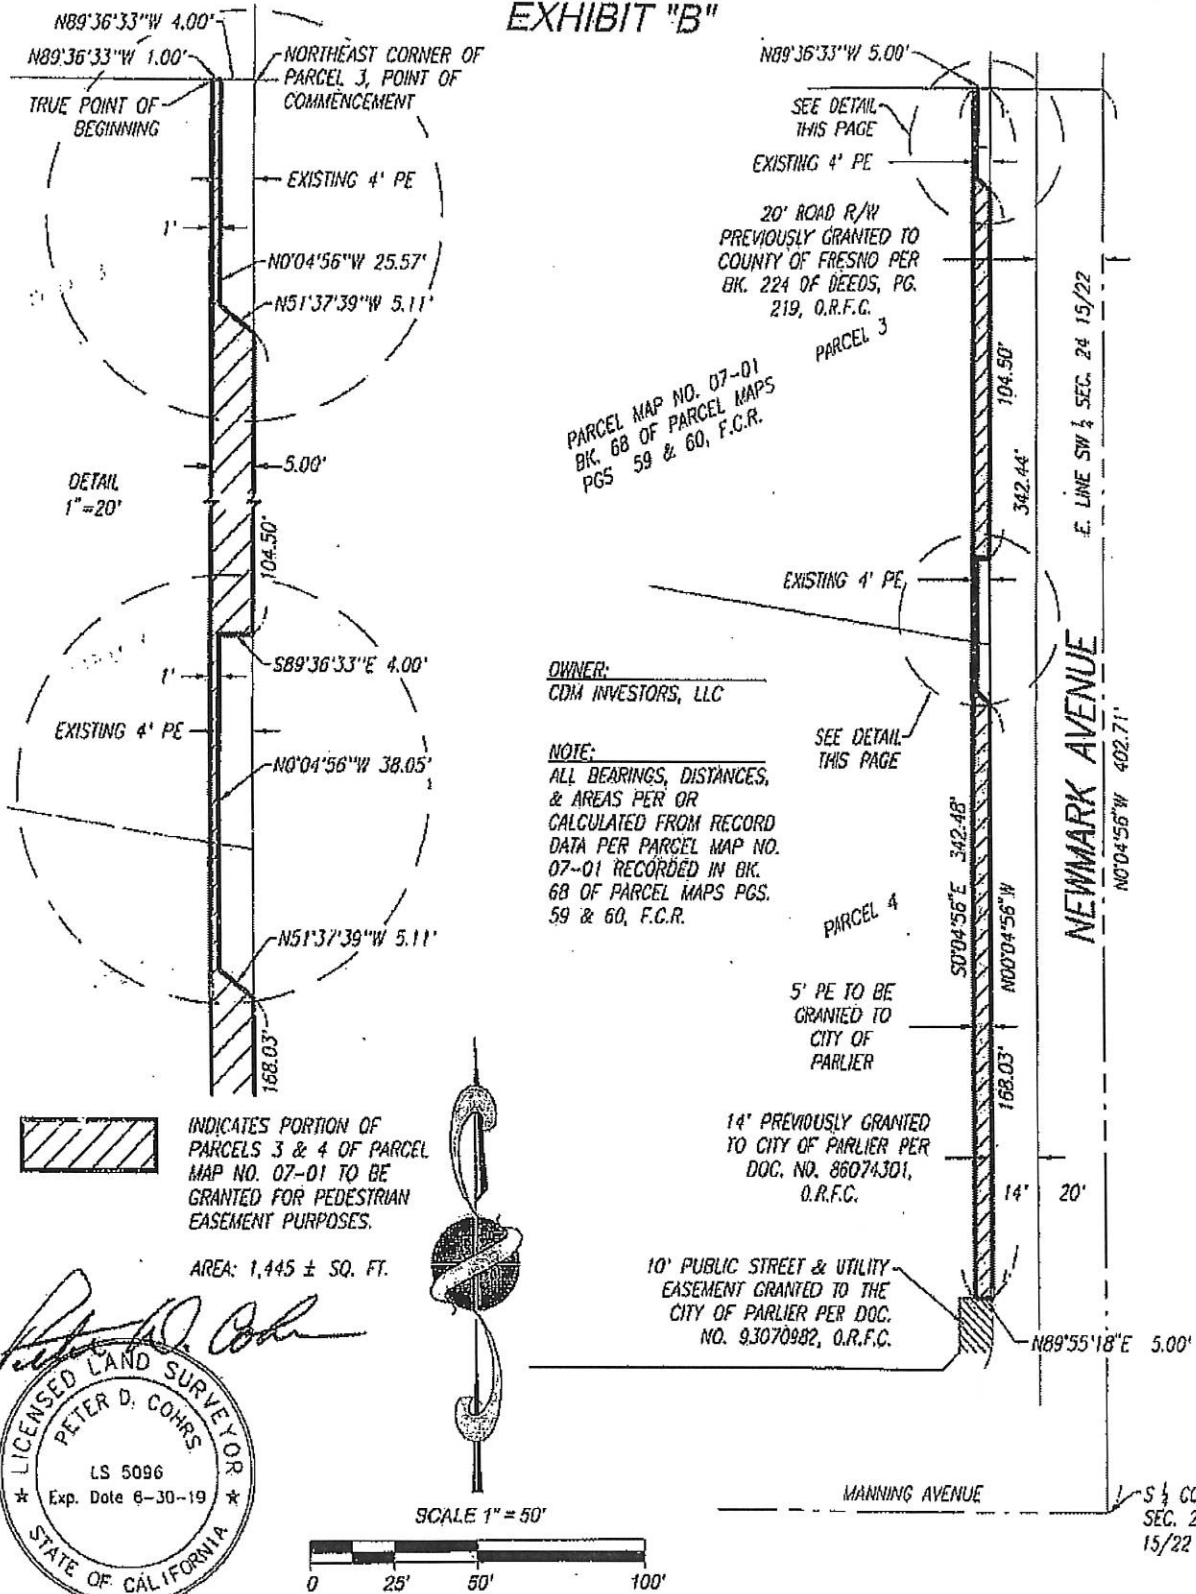 EXHIBIT "B"
N89°36'33"W 4.00'
N89°36'33"W 1.00'
NORTHEAST CORNER OF
PARCEL 3, POINT OF
COMMENCEMENT
TRUE POINT OF
BEGINNING
EXISTING 4' PE
1'
N0°04'56"W 25.57'
N51°37'39"W 5.11'
5.00'
DETAIL
1"=20'
104.50'
S89°36'33"E 4.00'
1'
EXISTING 4' PE
N0°04'56"W 38.05'
N51°37'39"W 5.11'
168.03'
INDICATES PORTION OF
PARCELS 3 & 4 OF PARCEL
MAP NO. 07-01 TO BE
GRANTED FOR PEDESTRIAN
EASEMENT PURPOSES.
AREA: 1,445 ± SQ. FT.
LICENSED LAND SURVEYOR
PETER D. COHRS
LS 5096
Exp. Date 6-30-19
STATE OF CALIFORNIA
SCALE 1" = 50'
0 25' 50' 100'
N89°36'33"W 5.00'
SEE DETAIL
THIS PAGE
EXISTING 4' PE
20' ROAD R/W
PREVIOUSLY GRANTED TO
COUNTY OF FRESNO PER
BK. 224 OF DEEDS, PG.
219, O.R.F.C.
PARCEL 3
PARCEL MAP NO. 07-01
BK. 68 OF PARCEL MAPS
PGS 59 & 60, F.C.R.
104.50'
342.44'
E. LINE SW ¼ SEC. 24 15/22
EXISTING 4' PE
OWNER:
CDM INVESTORS, LLC
NOTE:
ALL BEARINGS, DISTANCES,
& AREAS PER OR
CALCULATED FROM RECORD
DATA PER PARCEL MAP NO.
07-01 RECORDED IN BK.
68 OF PARCEL MAPS PGS.
59 & 60, F.C.R.
SEE DETAIL
THIS PAGE
NEWMARK AVENUE
N0°04'56"W 402.71'
PARCEL 4
S0°04'56"E 342.48'
N00°04'56"W
168.03'
5' PE TO BE
GRANTED TO
CITY OF
PARLIER
14' PREVIOUSLY GRANTED
TO CITY OF PARLIER PER
DOC. NO. 86074301,
O.R.F.C.
14' 20'
10' PUBLIC STREET & UTILITY
EASEMENT GRANTED TO THE
CITY OF PARLIER PER DOC.
NO. 93070982, O.R.F.C.
N89°55'18"E 5.00'
MANNING AVENUE
S ¼
SEC.
15/22